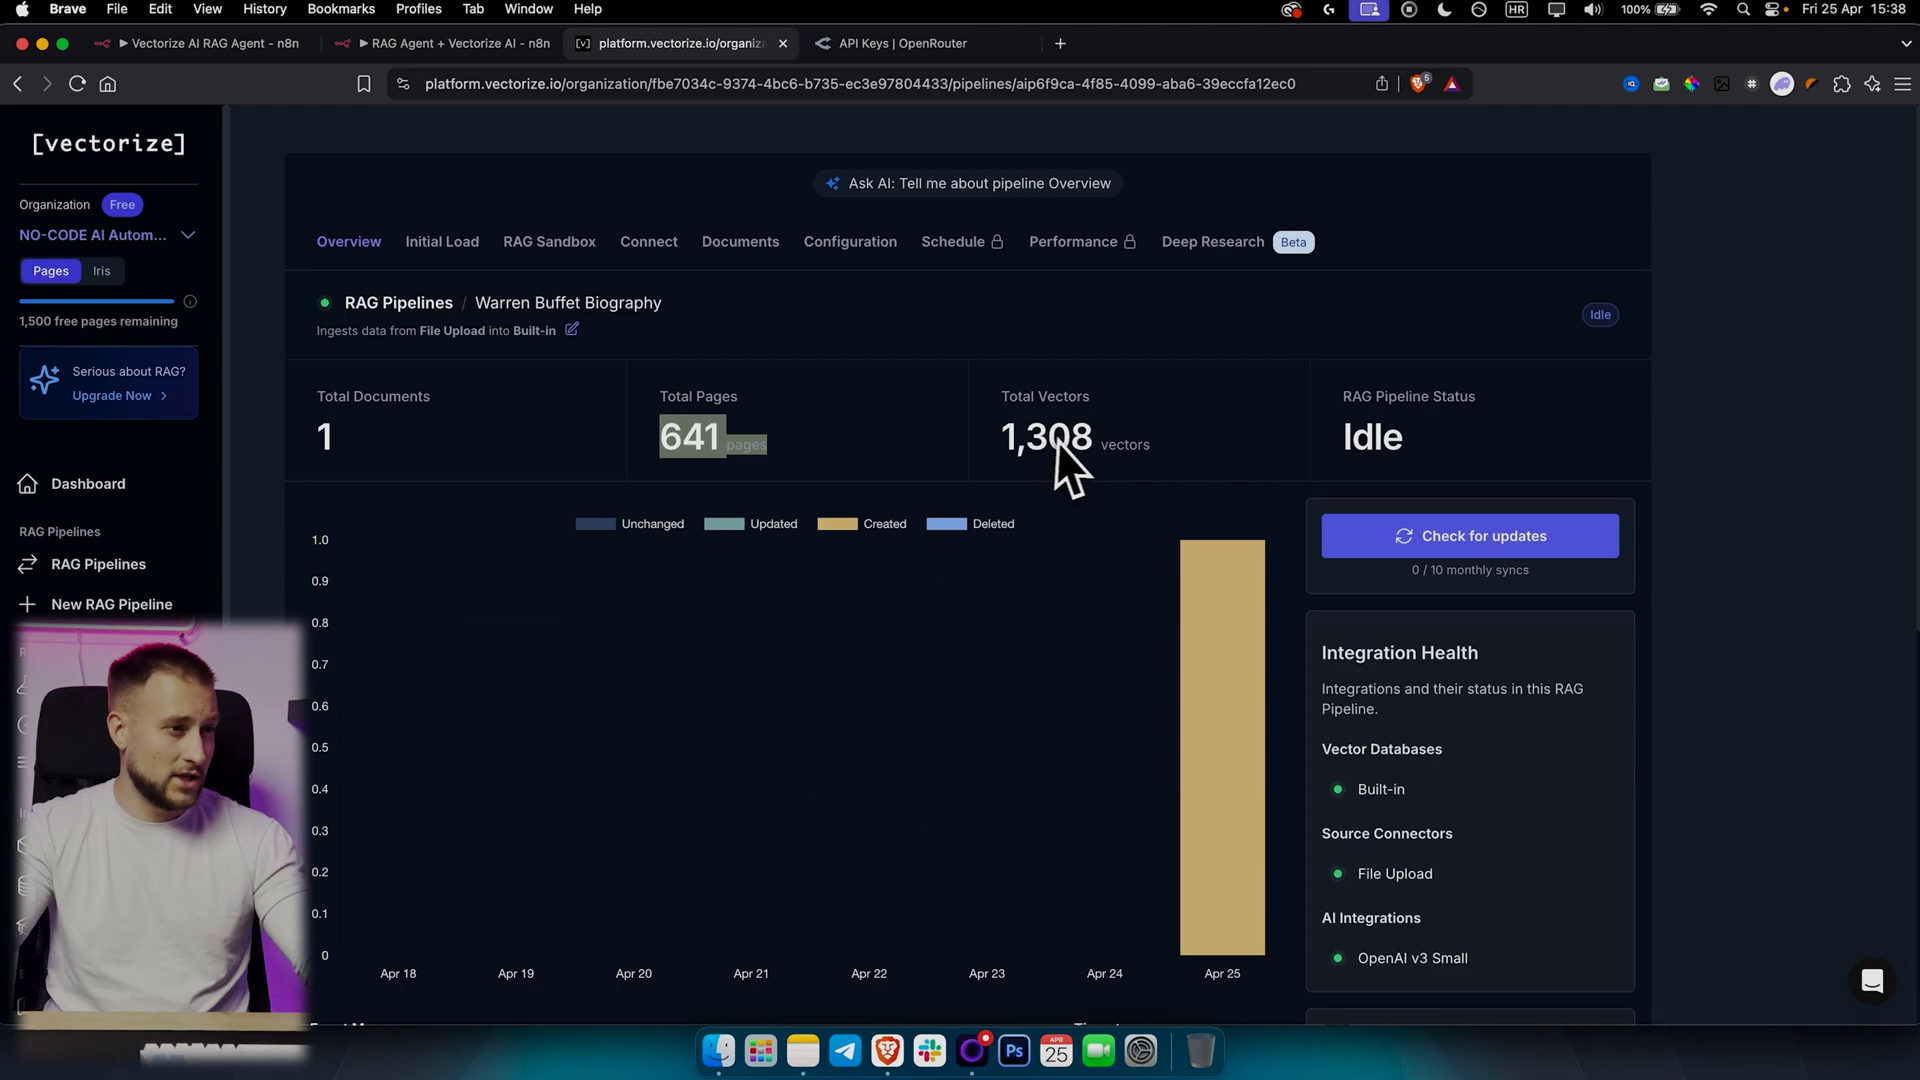 Brave File Edit View History Bookmarks Profiles Tab Window Help HR 100% Fri 25 Apr 15:38
Vectorize AI RAG Agent - n8n RAG Agent + Vectorize AI - n8n platform.vectorize.io/organiza API Keys | OpenRouter
platform.vectorize.io/organization/fbe7034c-9374-4bc6-b735-ec3e97804433/pipelines/aip6f9ca-4f85-4099-aba6-39eccfa12ec0 5
[vectorize]
Organization Free
NO-CODE AI Autom...
Pages Iris
1,500 free pages remaining
Serious about RAG?
Upgrade Now >
Dashboard
RAG Pipelines
RAG Pipelines
New RAG Pipeline
Ask AI: Tell me about pipeline Overview
Overview Initial Load RAG Sandbox Connect Documents Configuration Schedule Performance Deep Research Beta
RAG Pipelines / Warren Buffet Biography
Ingests data from File Upload into Built-in
Idle
Total Documents
1
Total Pages
641 pages
Total Vectors
1,308 vectors
RAG Pipeline Status
Idle
Unchanged Updated Created Deleted
1.0
0.9
0.8
0.7
0.6
0.5
0.4
0.3
0.2
0.1
0
Apr 18 Apr 19 Apr 20 Apr 21 Apr 22 Apr 23 Apr 24 Apr 25
Check for updates
0 / 10 monthly syncs
Integration Health
Integrations and their status in this RAG
Pipeline.
Vector Databases
Built-in
Source Connectors
File Upload
AI Integrations
OpenAI v3 Small
Ps
APR
25